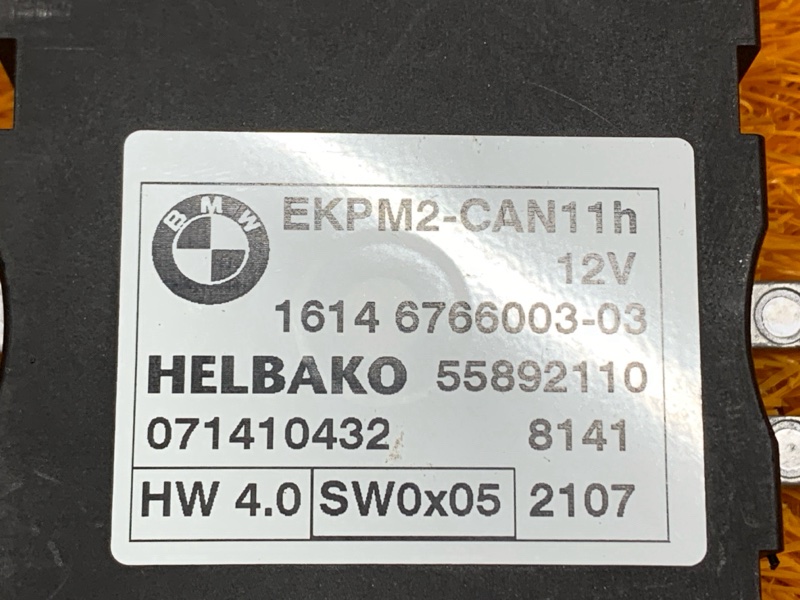 BMW EKPM2-CAN11h
12V
1614 6766003-03
HELBAKO 55892110
071410432 8141
HW 4.0 SW0x05 2107